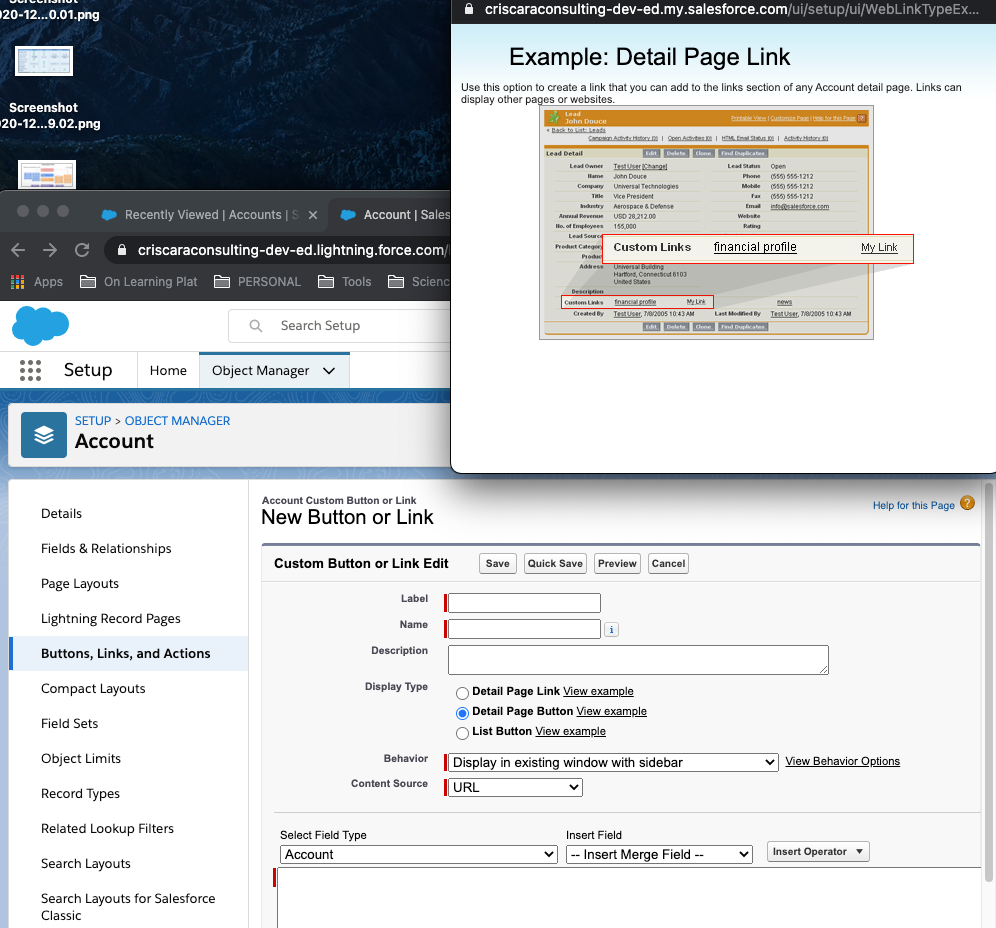 Screenshot
020-12...0.01.png
Screenshot
020-12...9.02.png
criscaraconsulting-dev-ed.my.salesforce.com/ui/setup/ui/WebLinkTypeEx...
Example: Detail Page Link
Use this option to create a link that you can add to the links section of any Account detail page. Links can
display other pages or websites.
Lead
John Douce
Printable View | Customize Page | Help for this Page
« Back to List: Leads
Campaign Activity History [0] | Open Activities [0] | HTML Email Status [0] | Activity History [0]
Lead Detail Edit Delete Clone Find Duplicates
Lead Owner Test User [Change] Lead Status Open
Name John Douce Phone (555) 555-1212
Company Universal Technologies Mobile (555) 555-1212
Title Vice President Fax (555) 555-1212
Industry Aerospace & Defense Email info@salesforce.com
Annual Revenue USD 28,212.00 Website
No. of Employees 155,000 Rating
Lead Source
Product Category
Custom Links financial profile My Link
Product
Address Universal Building
Hartford, Connecticut 6103
United States
Description
Custom Links financial profile My Link news
Created By Test User, 7/8/2005 10:43 AM Last Modified By Test User, 7/8/2005 10:43 AM
Edit Delete Clone Find Duplicates
Recently Viewed | Accounts | S
Account | Sales
criscaraconsulting-dev-ed.lightning.force.com/
Apps On Learning Plat PERSONAL Tools Scienc
Search Setup
Setup Home Object Manager
SETUP > OBJECT MANAGER
Account
Details
Fields & Relationships
Page Layouts
Lightning Record Pages
Buttons, Links, and Actions
Compact Layouts
Field Sets
Object Limits
Record Types
Related Lookup Filters
Search Layouts
Search Layouts for Salesforce
Classic
Account Custom Button or Link
New Button or Link
Help for this Page ?
Custom Button or Link Edit Save Quick Save Preview Cancel
Label
Name i
Description
Display Type Detail Page Link View example
Detail Page Button View example
List Button View example
Behavior Display in existing window with sidebar View Behavior Options
Content Source URL
Select Field Type Insert Field
Account -- Insert Merge Field -- Insert Operator